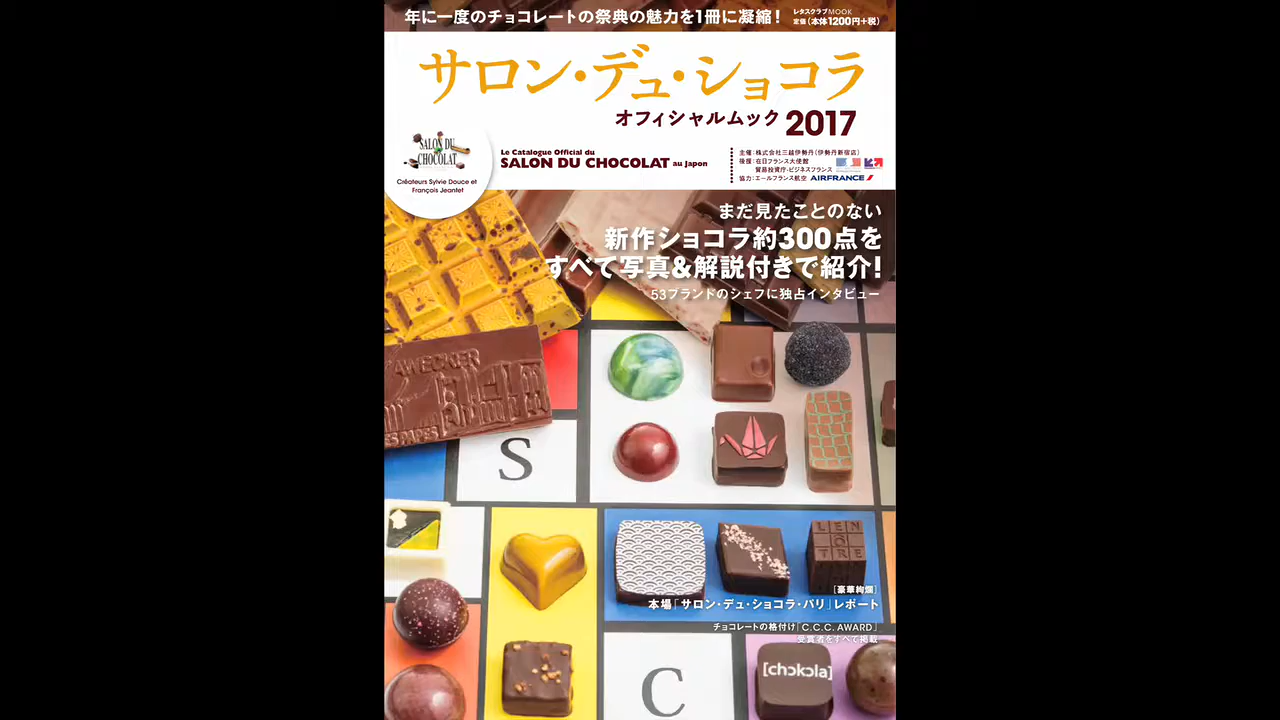 年に一度のチョコレートの祭典の魅力を1冊に凝縮！
レタスクラブMOOK
定価（本体1200円+税）
サロン・デュ・ショコラ
オフィシャルムック 2017
SALON DU
CHOCOLAT
Créateurs Sylvie Douce et
François Jeantet
Le Catalogue Officiel du
SALON DU CHOCOLAT au Japon
主催：株式会社三越伊勢丹（伊勢丹新宿店）
後援：在日フランス大使館
貿易投資庁-ビジネスフランス
協力：エールフランス航空 AIRFRANCE
まだ見たことのない
新作ショコラ約300点を
すべて写真&解説付きで紹介！
53ブランドのシェフに独占インタビュー
S
LEN
ÔTRE
［豪華絢爛］
本場「サロン・デュ・ショコラ・パリ」レポート
チョコレートの格付け「C.C.C. AWARD」
受賞者をすべて掲載
C
[chɔkɔla]